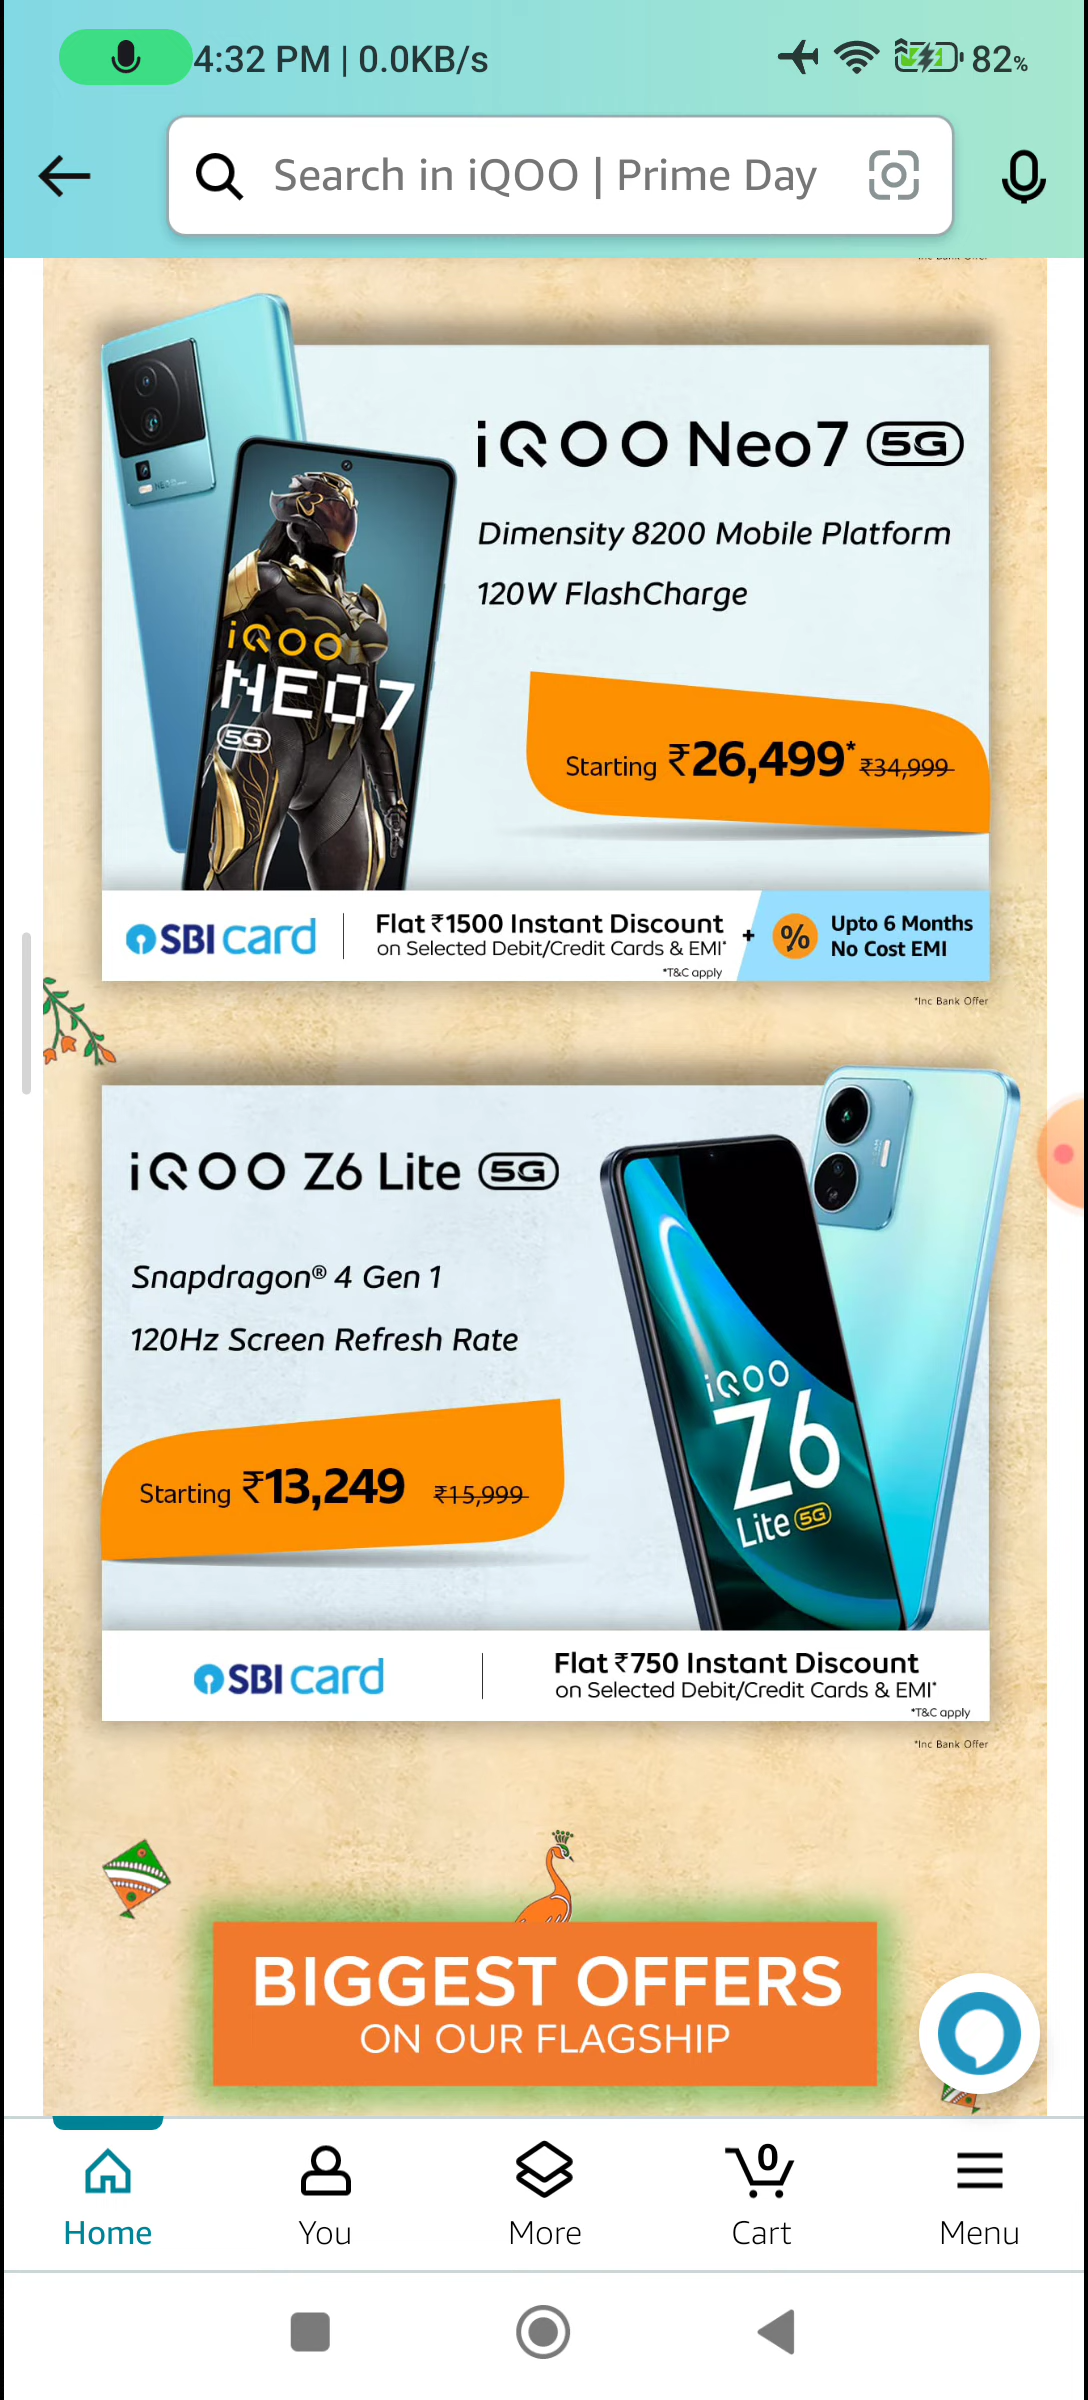 4:32 PM | 0.0KB/s
82%
Search in iQOO | Prime Day
iQOO Neo7 5G
Dimensity 8200 Mobile Platform
120W FlashCharge
iQOO
NEO7
5G
Starting ₹26,499* ₹34,999
SBI card
Flat ₹1500 Instant Discount
on Selected Debit/Credit Cards & EMI*
*T&C apply
+
%
Upto 6 Months
No Cost EMI
*Inc Bank Offer
iQOO Z6 Lite 5G
Snapdragon® 4 Gen 1
120Hz Screen Refresh Rate
iQOO
Z6
Lite 5G
Starting ₹13,249 ₹15,999
SBI card
Flat ₹750 Instant Discount
on Selected Debit/Credit Cards & EMI*
*T&C apply
*Inc Bank Offer
BIGGEST OFFERS
ON OUR FLAGSHIP
0
Home
You
More
Cart
Menu